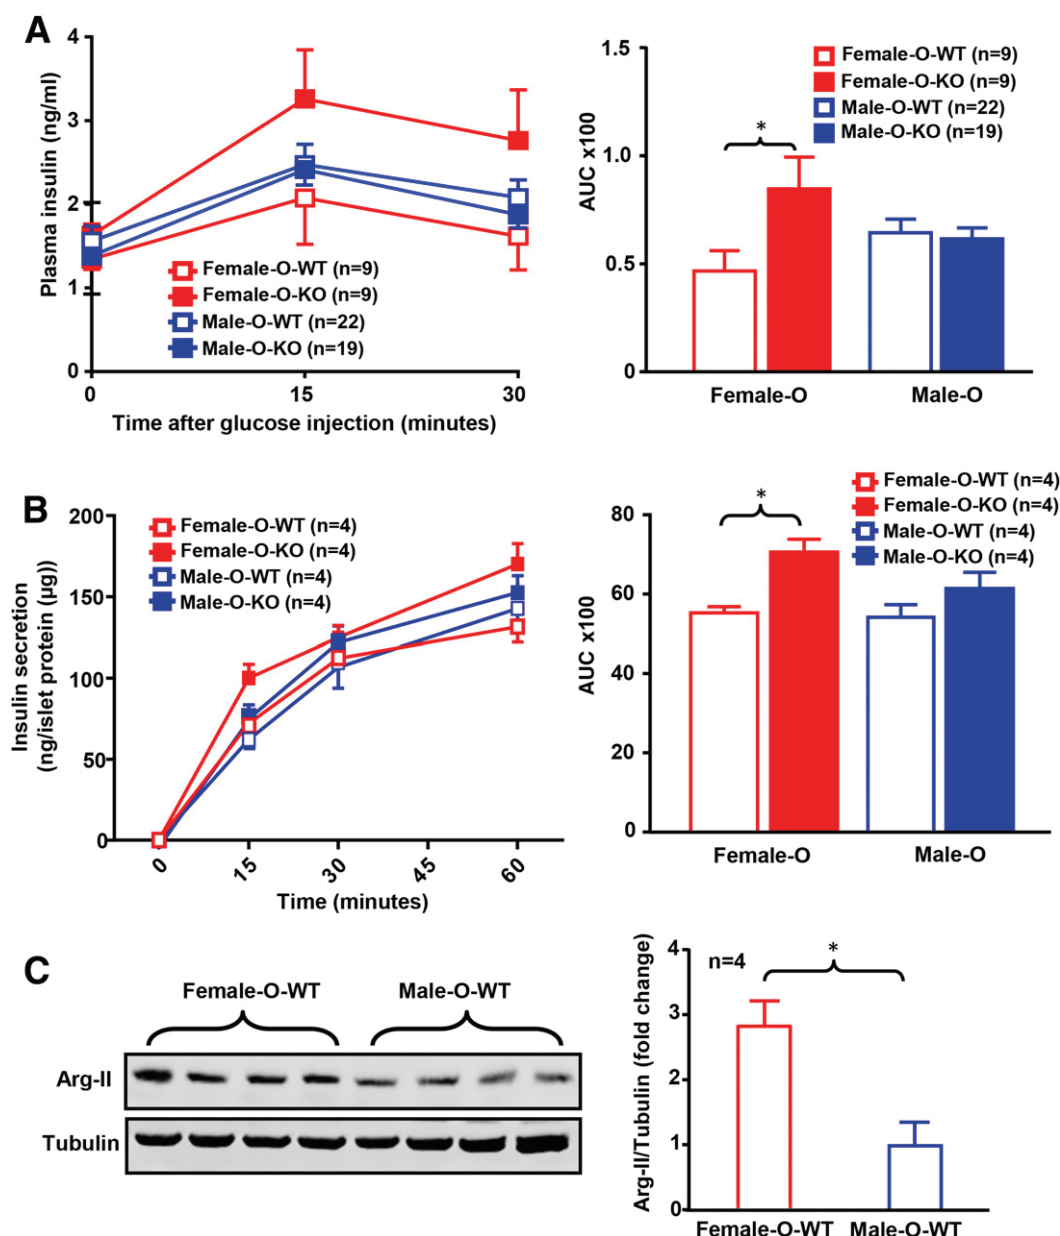 A
Plasma insulin (ng/ml)
4
3
2
1
0
0
15
30
Time after glucose injection (minutes)
Female-O-WT (n=9)
Female-O-KO (n=9)
Male-O-WT (n=22)
Male-O-KO (n=19)
AUC x100
1.5
1.0
0.5
0
Female-O-WT (n=9)
Female-O-KO (n=9)
Male-O-WT (n=22)
Male-O-KO (n=19)
*
Female-O
Male-O
B
Insulin secretion
(ng/islet protein (µg))
200
150
100
50
0
0
15
30
45
60
Time (minutes)
Female-O-WT (n=4)
Female-O-KO (n=4)
Male-O-WT (n=4)
Male-O-KO (n=4)
AUC x100
80
60
40
20
0
Female-O-WT (n=4)
Female-O-KO (n=4)
Male-O-WT (n=4)
Male-O-KO (n=4)
*
Female-O
Male-O
C
Female-O-WT
Male-O-WT
Arg-II
Tubulin
Arg-II/Tubulin (fold change)
4
3
2
1
0
n=4
*
Female-O-WT
Male-O-WT